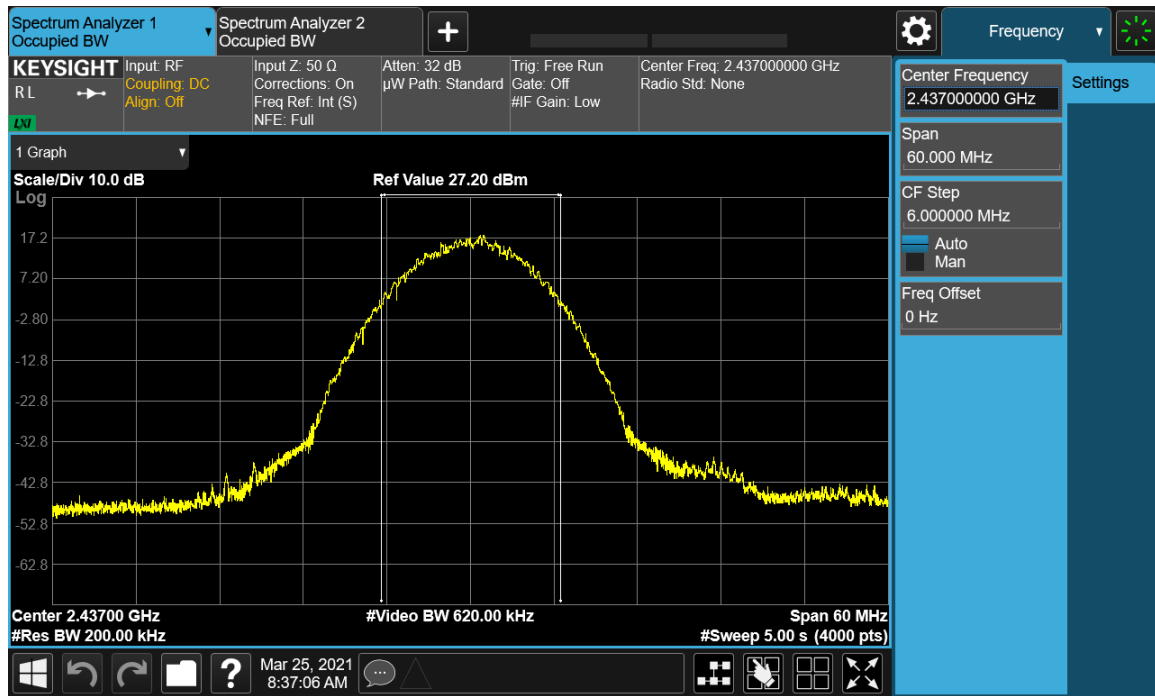 Spectrum Analyzer 1
Occupied BW
Spectrum Analyzer 2
Occupied BW
Frequency
KEYSIGHT
R L
LXI
Input: RF
Coupling: DC
Align: Off
Input Z: 50 Ω
Corrections: On
Freq Ref: Int (S)
NFE: Full
Atten: 32 dB
µW Path: Standard
Trig: Free Run
Gate: Off
#IF Gain: Low
Center Freq: 2.437000000 GHz
Radio Std: None
Center Frequency
2.437000000 GHz
Settings
Span
60.000 MHz
CF Step
6.000000 MHz
Auto
Man
Freq Offset
0 Hz
1 Graph
Scale/Div 10.0 dB
Ref Value 27.20 dBm
Log
17.2
7.20
-2.80
-12.8
-22.8
-32.8
-42.8
-52.8
-62.8
Center 2.43700 GHz
#Video BW 620.00 kHz
Span 60 MHz
#Res BW 200.00 kHz
#Sweep 5.00 s (4000 pts)
?
Mar 25, 2021
8:37:06 AM